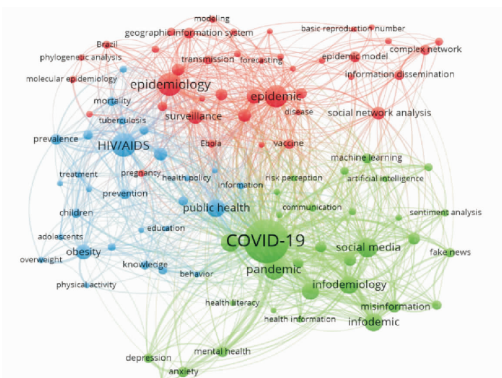 modeling
geographic information system
basic reproduction number
Brazil
complex network
phylogenetic analysis
transmission
forecasting
epidemic model
molecular epidemiology
epidemiology
information dissemination
mortality
epidemic
surveillance
disease
social network analysis
tuberculosis
prevalence
HIV/AIDS
Ebola
vaccine
machine learning
treatment
pregnancy
health policy
information
risk perception
artificial intelligence
prevention
children
public health
communication
sentiment analysis
education
adolescents
COVID-19
social media
obesity
fake news
overweight
knowledge
behavior
pandemic
physical activity
infodemiology
health literacy
misinformation
health information
infodemic
mental health
depression
anxiety